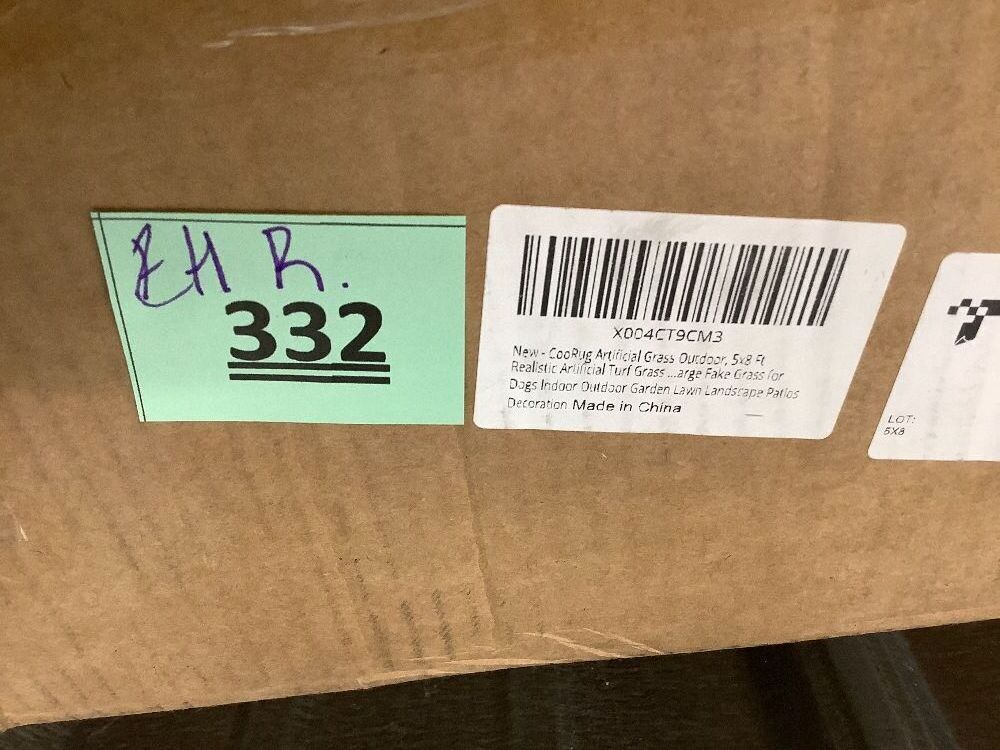 EH R.
332
X004CT9CM3
New - CooRug Artificial Grass Outdoor, 5x8 Ft
Realistic Artificial Turf Grass ...arge Fake Grass for
Dogs Indoor Outdoor Garden Lawn Landscape Patios
Decoration Made in China
LOT:
5X8